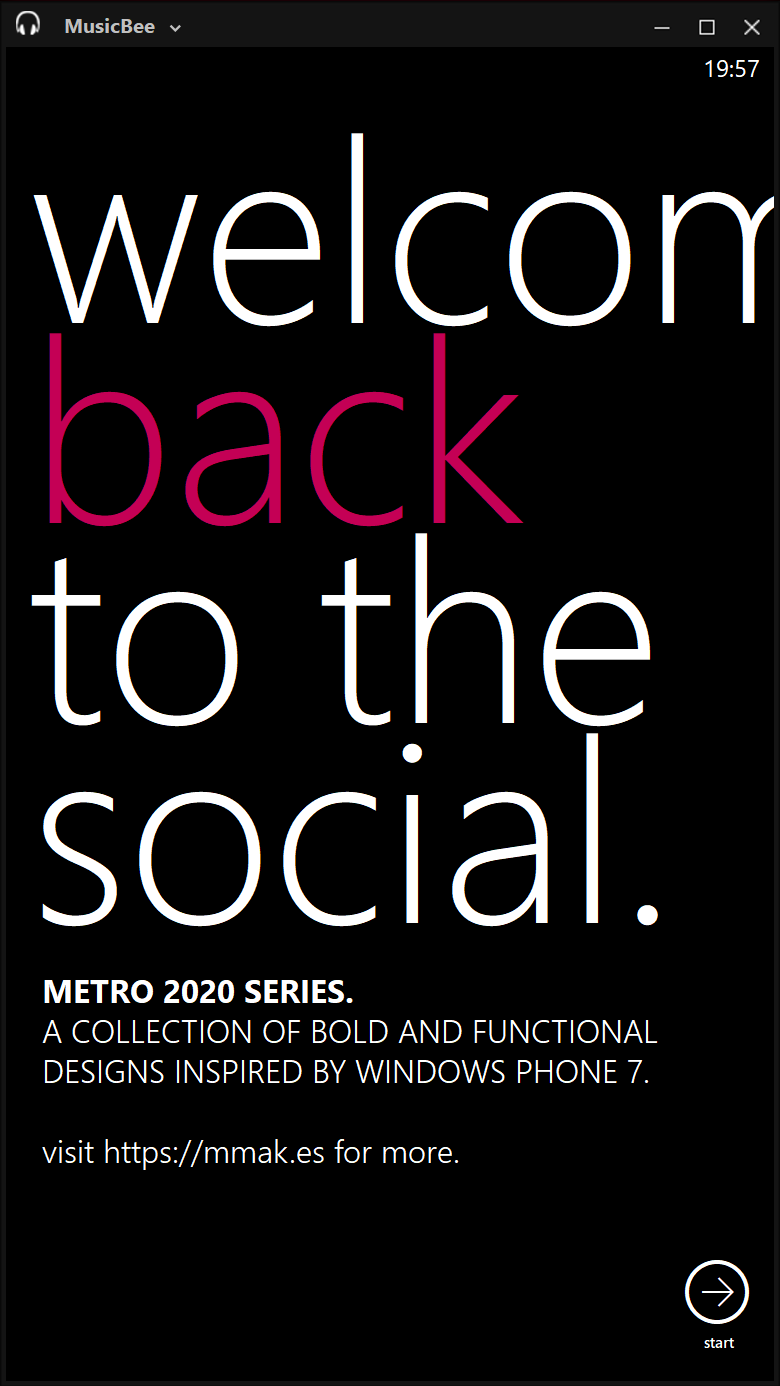 MusicBee
19:57
welcom
back
to the
social.
METRO 2020 SERIES.
A COLLECTION OF BOLD AND FUNCTIONAL
DESIGNS INSPIRED BY WINDOWS PHONE 7.
visit https://mmak.es for more.
start